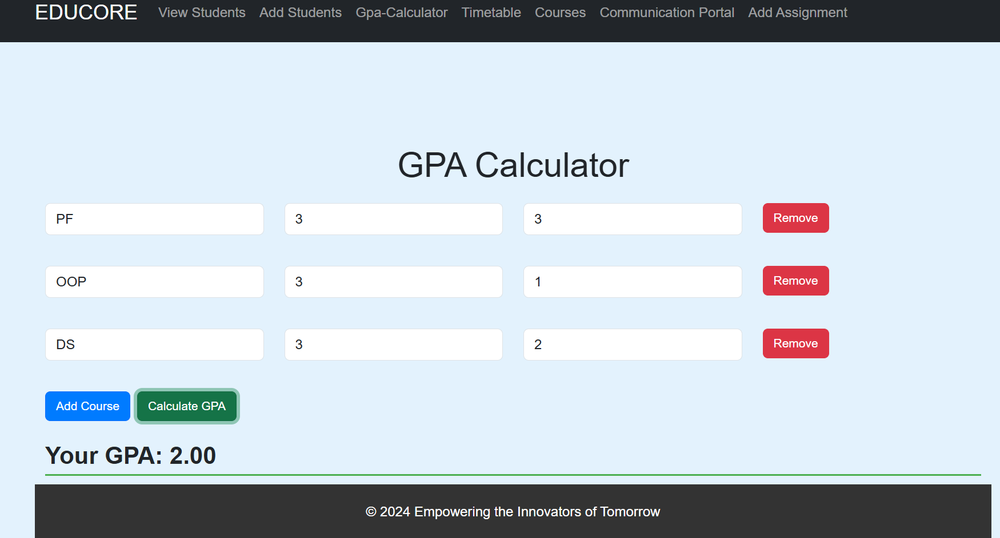 EDUCORE View Students Add Students Gpa-Calculator Timetable Courses Communication Portal Add Assignment
GPA Calculator
PF 3 3 Remove
OOP 3 1 Remove
DS 3 2 Remove
Add Course Calculate GPA
Your GPA: 2.00
© 2024 Empowering the Innovators of Tomorrow